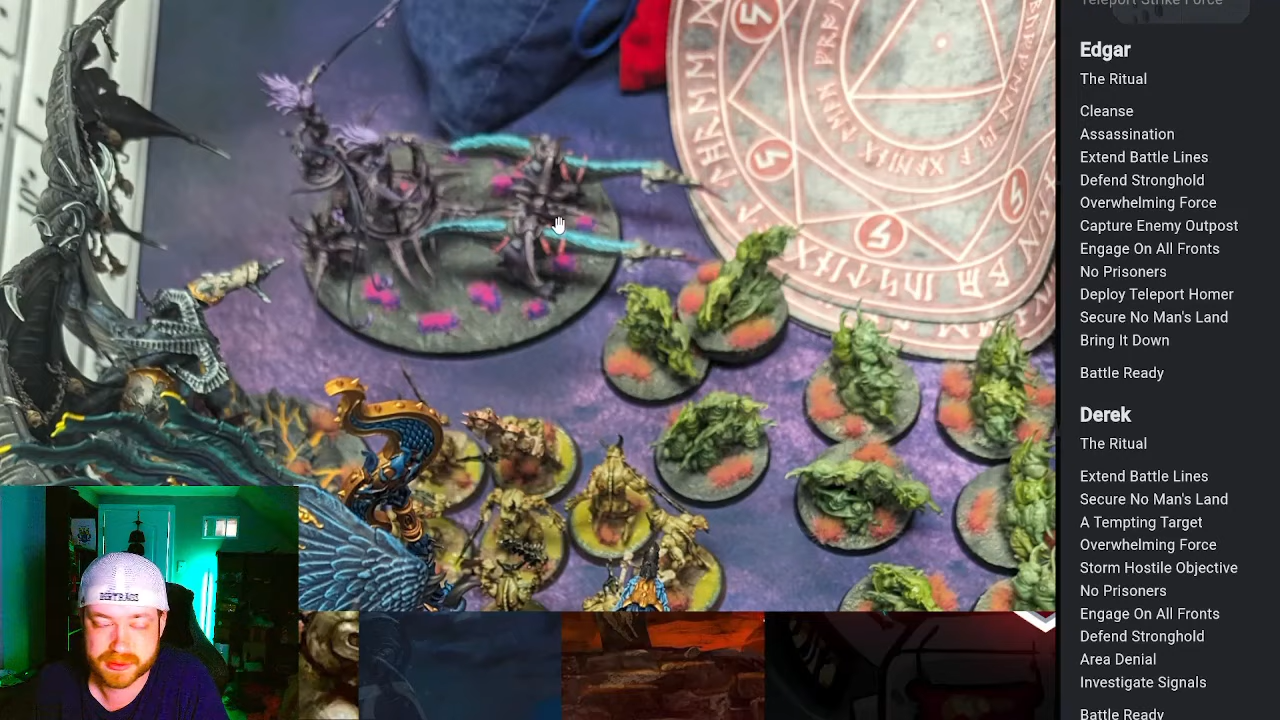 Teleport Strike Force
Edgar
The Ritual
Cleanse
Assassination
Extend Battle Lines
Defend Stronghold
Overwhelming Force
Capture Enemy Outpost
Engage On All Fronts
No Prisoners
Deploy Teleport Homer
Secure No Man's Land
Bring It Down
Battle Ready
Derek
The Ritual
Extend Battle Lines
Secure No Man's Land
A Tempting Target
Overwhelming Force
Storm Hostile Objective
No Prisoners
Engage On All Fronts
Defend Stronghold
Area Denial
Investigate Signals
Battle Ready